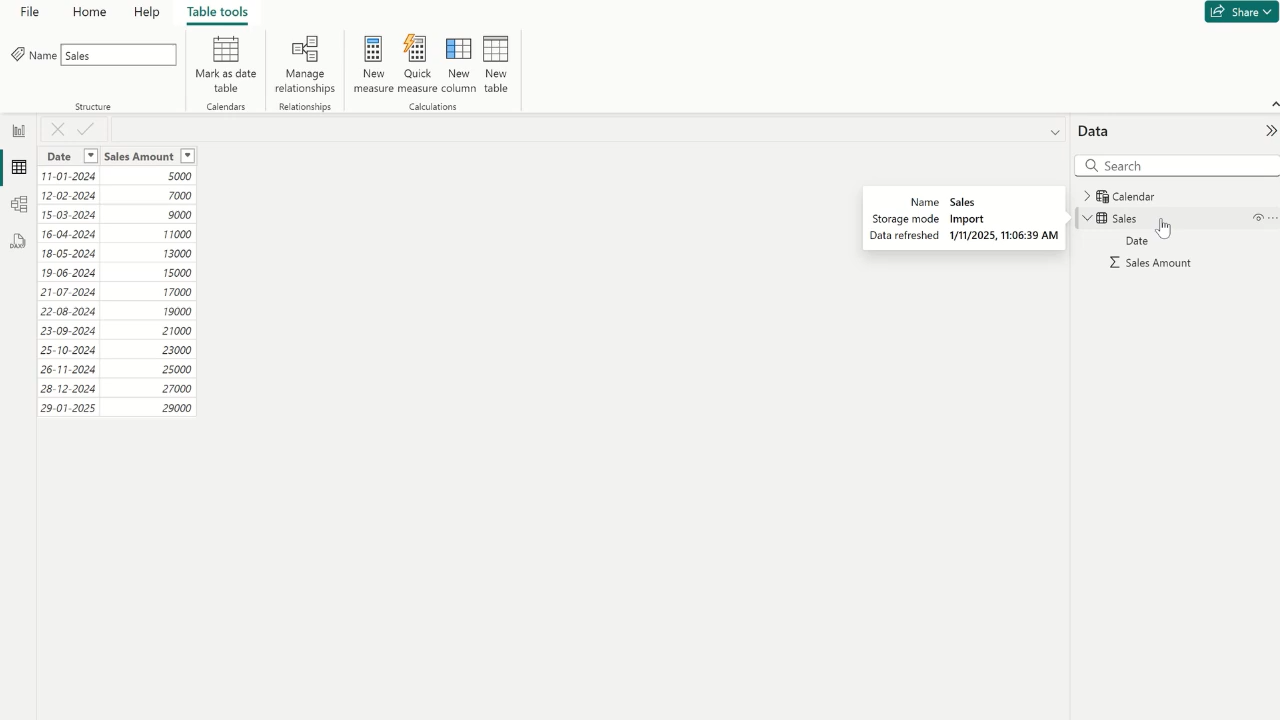 File Home Help Table tools Share
Name Sales
Mark as date table
Manage relationships
New measure
Quick measure
New column
New table
Structure Calendars Relationships Calculations
Date Sales Amount
11-01-2024 5000
12-02-2024 7000
15-03-2024 9000
16-04-2024 11000
18-05-2024 13000
19-06-2024 15000
21-07-2024 17000
22-08-2024 19000
23-09-2024 21000
25-10-2024 23000
26-11-2024 25000
28-12-2024 27000
29-01-2025 29000
Name Sales
Storage mode Import
Data refreshed 1/11/2025, 11:06:39 AM
Data
Search
Calendar
Sales
Date
Sales Amount